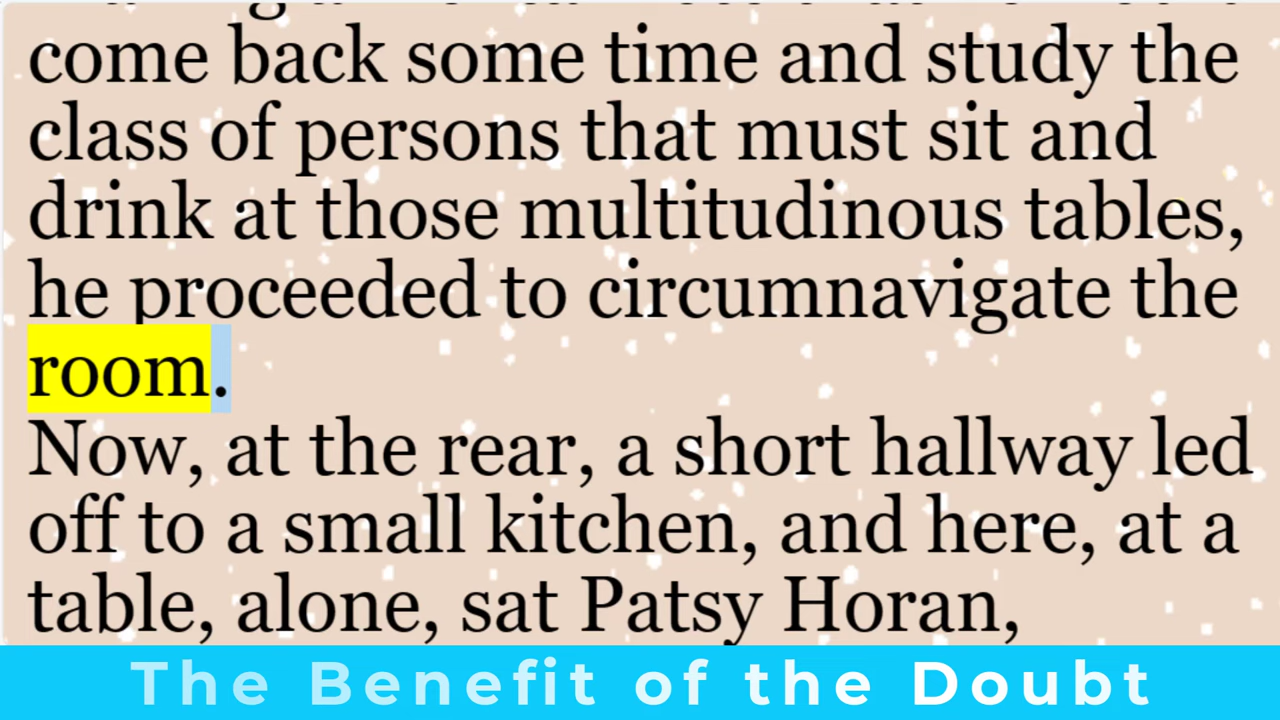 come back some time and study the
class of persons that must sit and
drink at those multitudinous tables,
he proceeded to circumnavigate the
room.
Now, at the rear, a short hallway led
off to a small kitchen, and here, at a
table, alone, sat Patsy Horan,
The Benefit of the Doubt